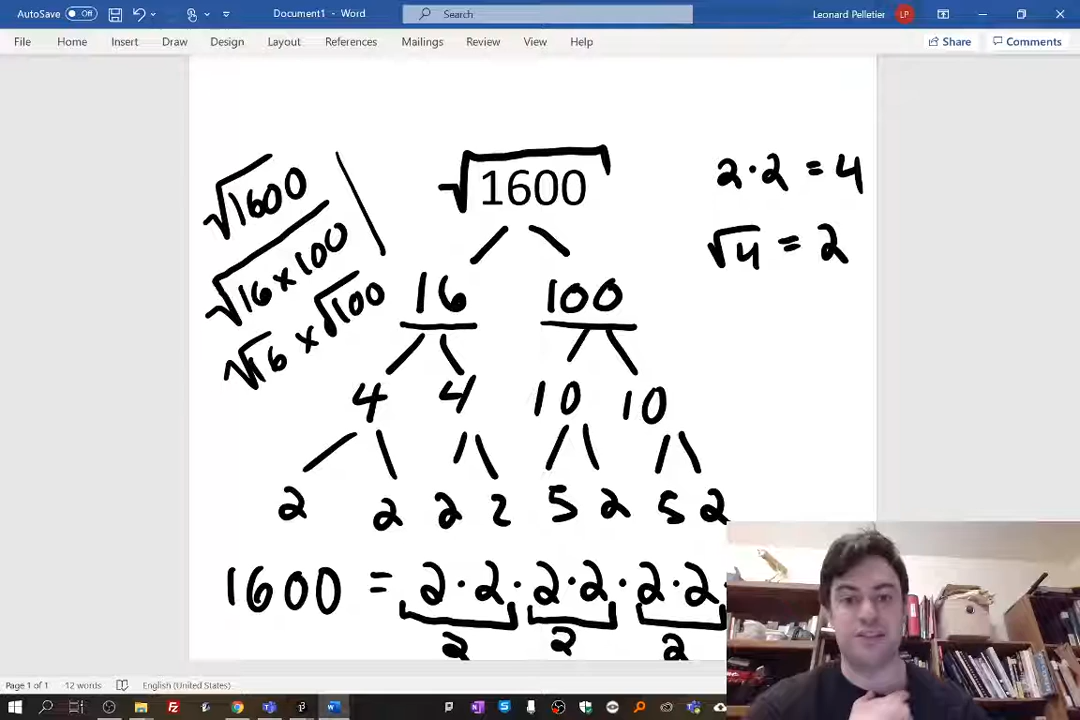 AutoSave Off Document1 - Word Search Leonard Pelletier LP
File Home Insert Draw Design Layout References Mailings Review View Help Share Comments
√1600
√1600
2·2 = 4
√16×100
√4 = 2
√16 × √100
16 100
4 4 10 10
2 2 2 2 5 2 5 2
1600 = 2·2·2·2·2·2·
2 2 2
Page 1 of 1 12 words English (United States)